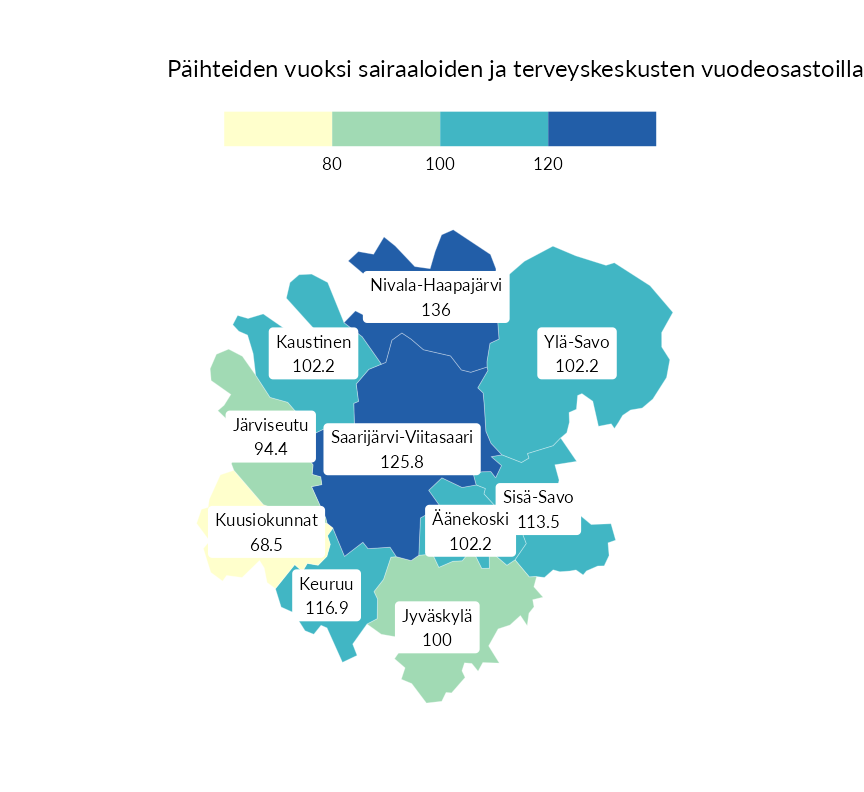 Päihteiden vuoksi sairaaloiden ja terveyskeskusten vuodeosastoilla
80
100
120
Nivala-Haapajärvi
136
Kaustinen
102.2
Ylä-Savo
102.2
Järviseutu
94.4
Saarijärvi-Viitasaari
125.8
Sisä-Savo
113.5
Kuusiokunnat
68.5
Äänekoski
102.2
Keuruu
116.9
Jyväskylä
100